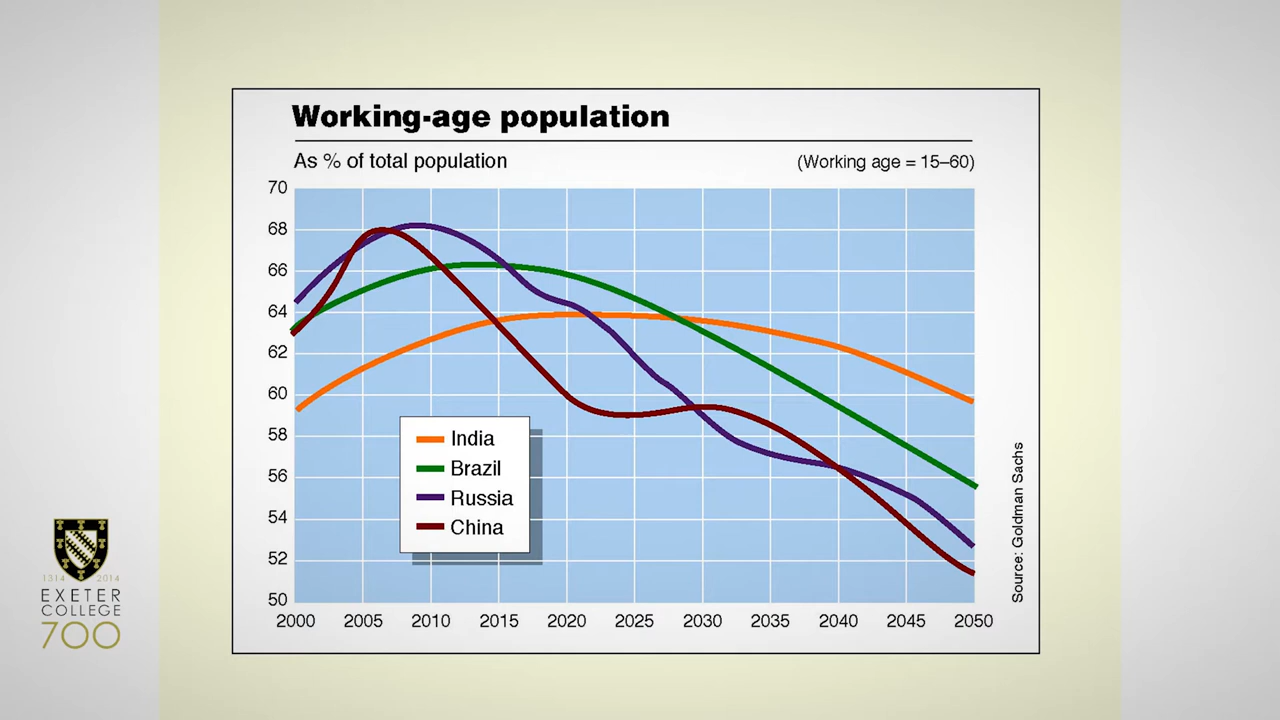 Working-age population
As % of total population
(Working age = 15–60)
70
68
66
64
62
60
58
56
54
52
50
2000 2005 2010 2015 2020 2025 2030 2035 2040 2045 2050
India
Brazil
Russia
China
Source: Goldman Sachs
1314 2014
EXETER
COLLEGE
700